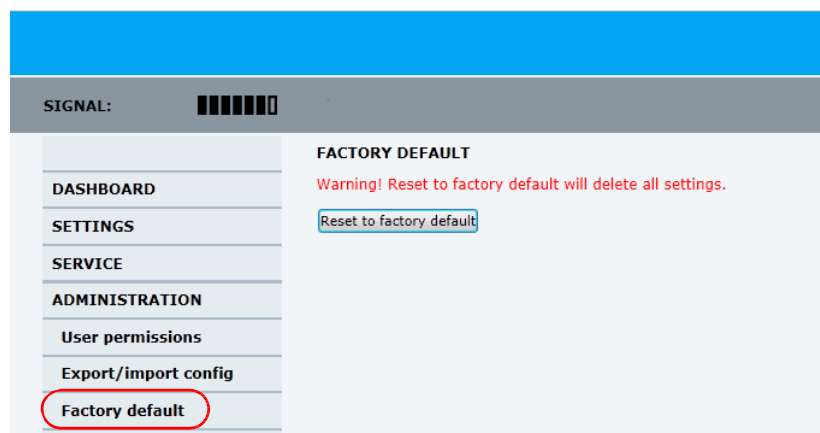 SIGNAL:
FACTORY DEFAULT
Warning! Reset to factory default will delete all settings.
Reset to factory default
DASHBOARD
SETTINGS
SERVICE
ADMINISTRATION
User permissions
Export/import config
Factory default